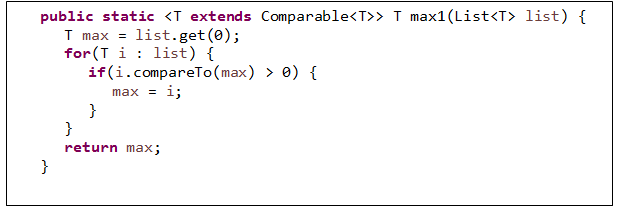 public static <T extends Comparable<T>> T max1(List<T> list) {
T max = list.get(0);
for(T i : list) {
if(i.compareTo(max) > 0) {
max = i;
}
}
return max;
}